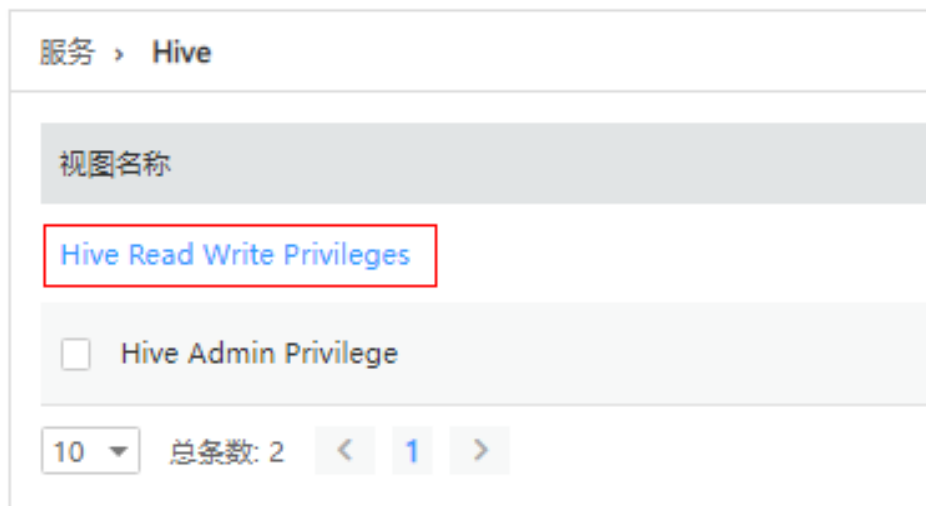 服务 › Hive
视图名称
Hive Read Write Privileges
Hive Admin Privilege
10 总条数: 2 < 1 >